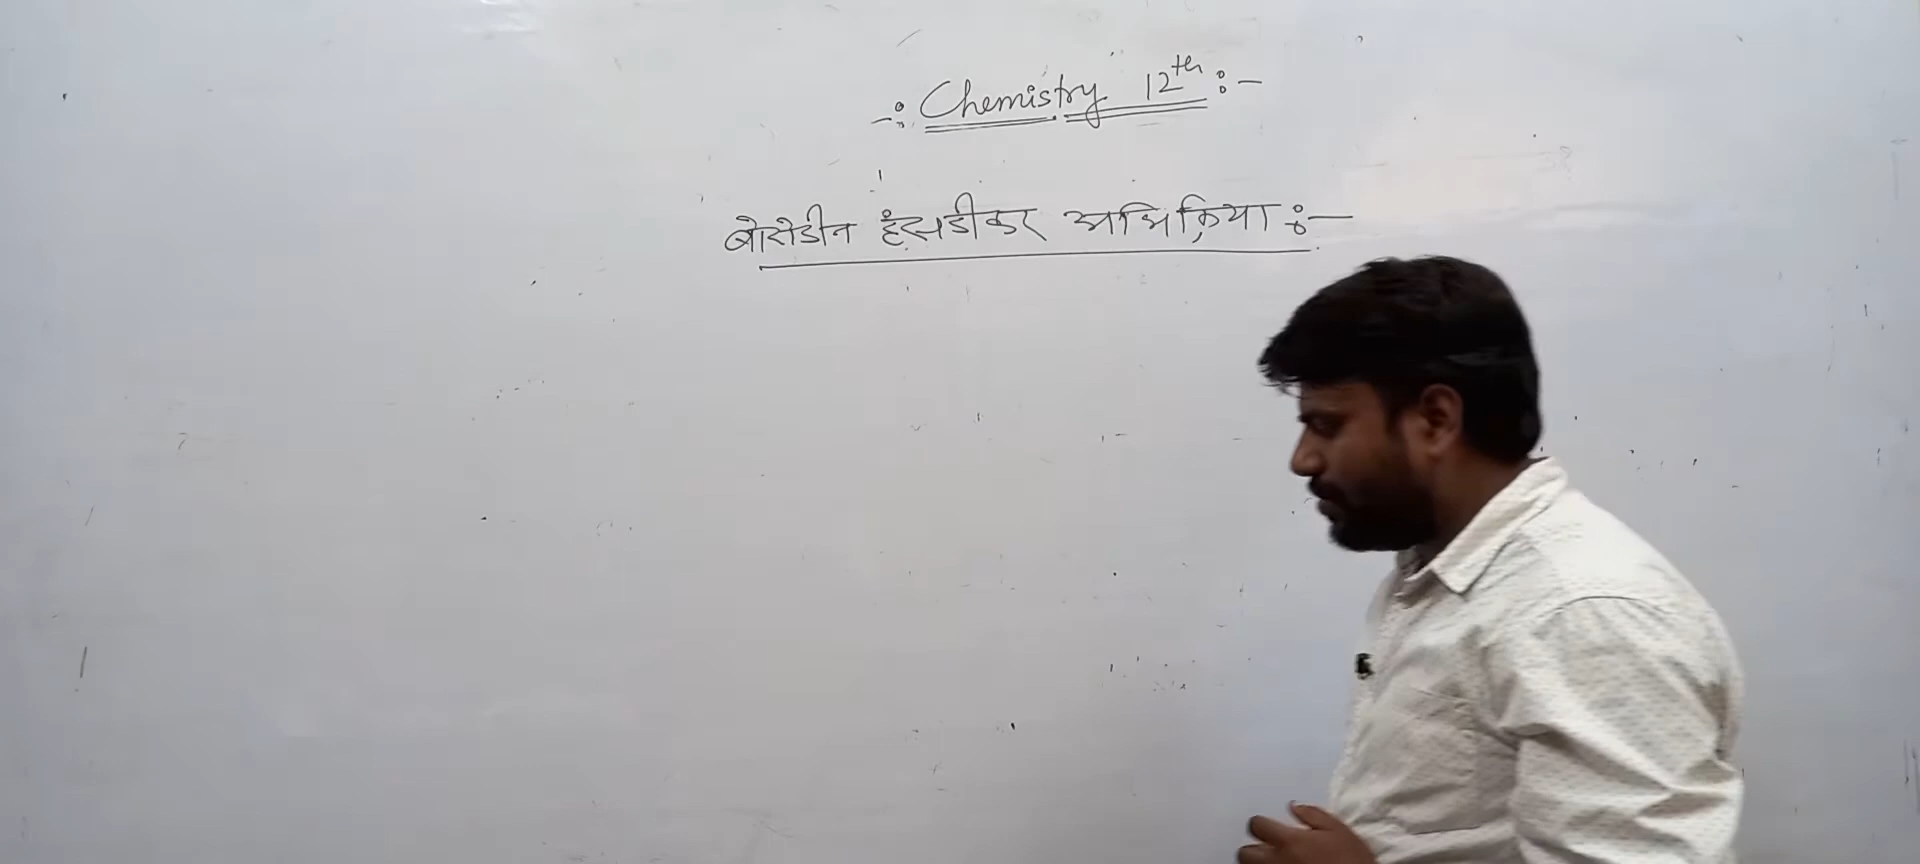 -: Chemistry 12th :-
बोरोडीन हंसडीकर अभिक्रिया :-